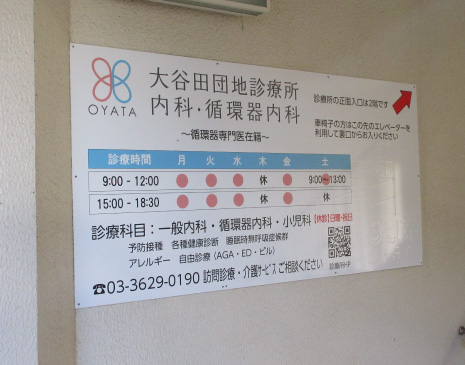 OYATA
大谷田団地診療所
内科・循環器内科
～循環器専門医在籍～
診療所の正面入口は2階です
車椅子の方はこの先のエレベーターを
利用して裏口からお入りください
診療時間 月 火 水 木 金 土
9:00 - 12:00 ● ● ● 休 ● 9:00～13:00
15:00 - 18:30 ● ● ● 休 ● 休
診療科目：一般内科・循環器内科・小児科
【休診】日曜・祝日
予防接種 各種健康診断 睡眠時無呼吸症候群
アレルギー 自由診療（AGA・ED・ピル）
☎03-3629-0190 訪問診療・介護サービスご相談ください
診療所HP